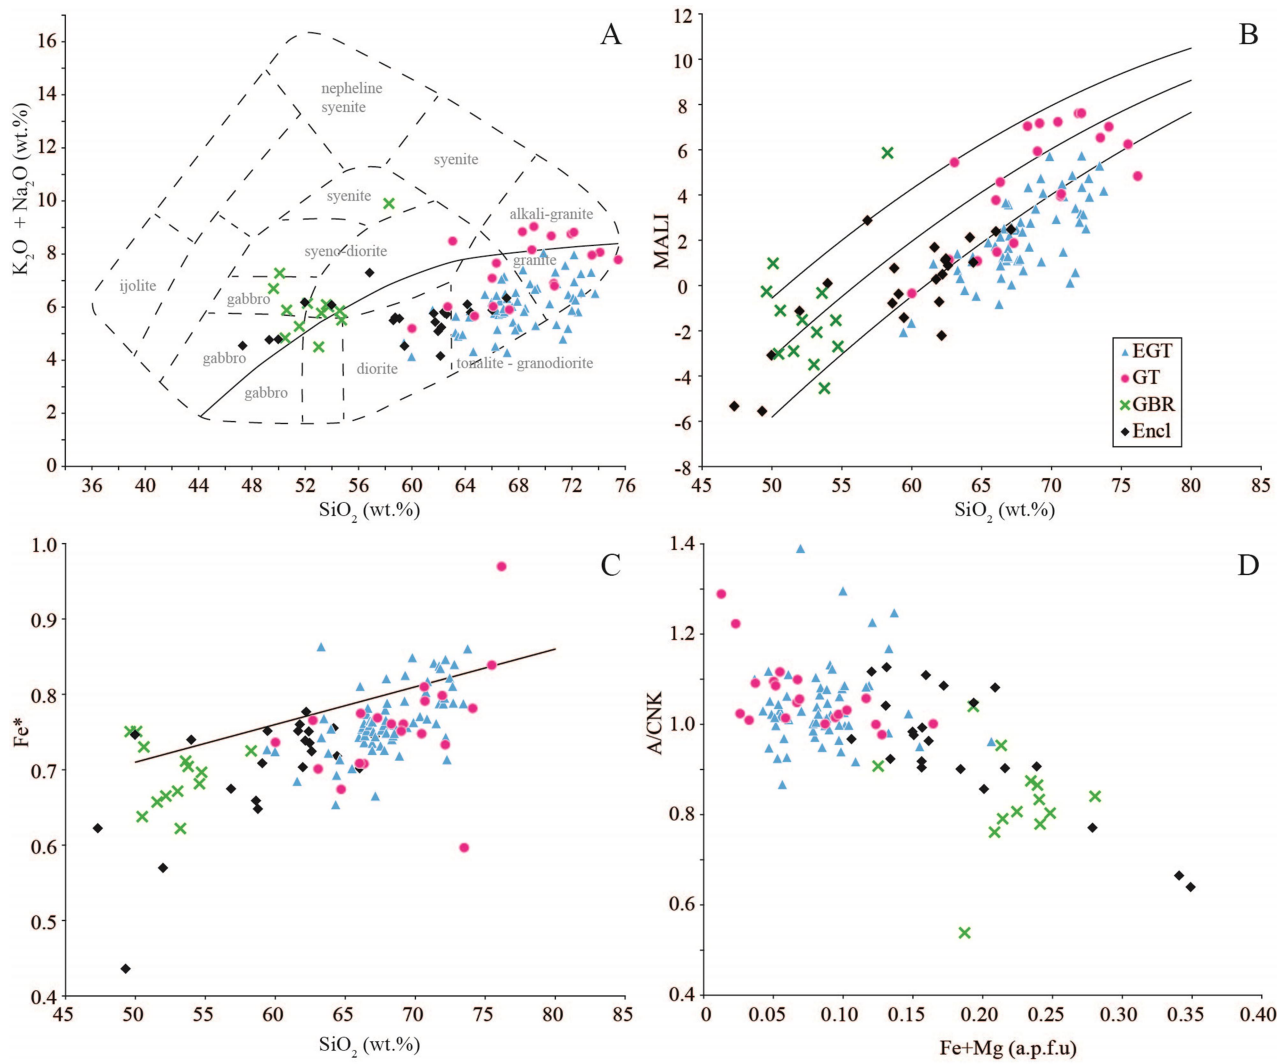 A
K2O + Na2O (wt.%)
16
14
12
10
8
6
4
2
0
nepheline
syenite
syenite
syenite
alkali-granite
syeno-diorite
granite
ijolite
gabbro
gabbro
diorite
tonalite - granodiorite
gabbro
36 40 44 48 52 56 60 64 68 72 76
SiO2 (wt.%)
B
MALI
12
10
8
6
4
2
0
-2
-4
-6
-8
EGT
GT
GBR
Encl
45 50 55 60 65 70 75 80 85
SiO2 (wt.%)
C
Fe*
1.0
0.9
0.8
0.7
0.6
0.5
0.4
45 50 55 60 65 70 75 80 85
SiO2 (wt.%)
D
A/CNK
1.4
1.2
1.0
0.8
0.6
0.4
0 0.05 0.10 0.15 0.20 0.25 0.30 0.35 0.40
Fe+Mg (a.p.f.u)